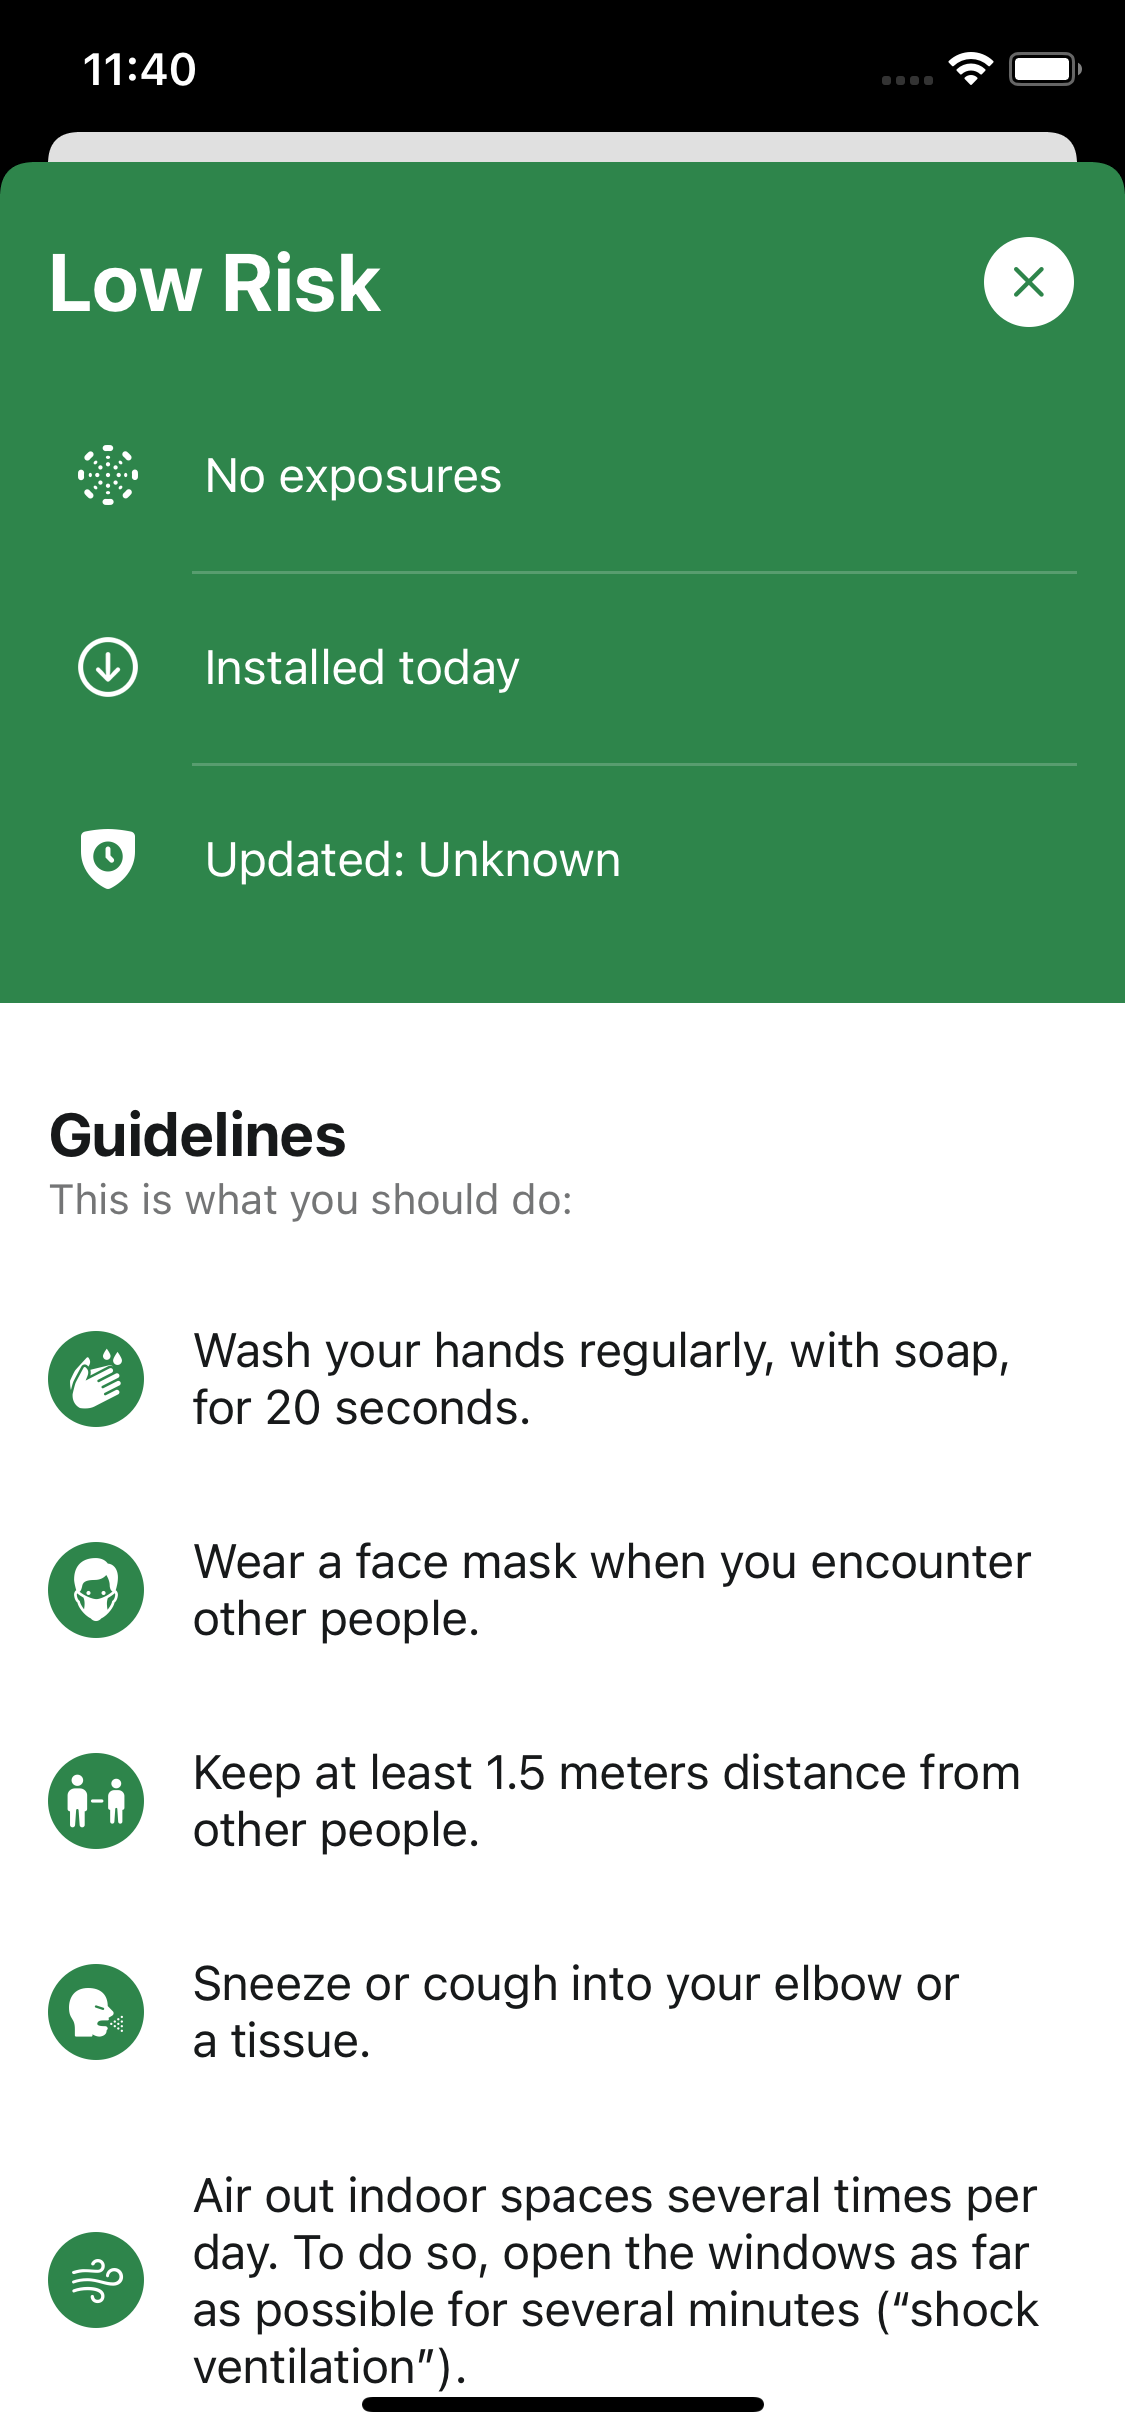 11:40
Low Risk
No exposures
Installed today
Updated: Unknown
Guidelines
This is what you should do:
Wash your hands regularly, with soap,
for 20 seconds.
Wear a face mask when you encounter
other people.
Keep at least 1.5 meters distance from
other people.
Sneeze or cough into your elbow or
a tissue.
Air out indoor spaces several times per
day. To do so, open the windows as far
as possible for several minutes (“shock
ventilation”).